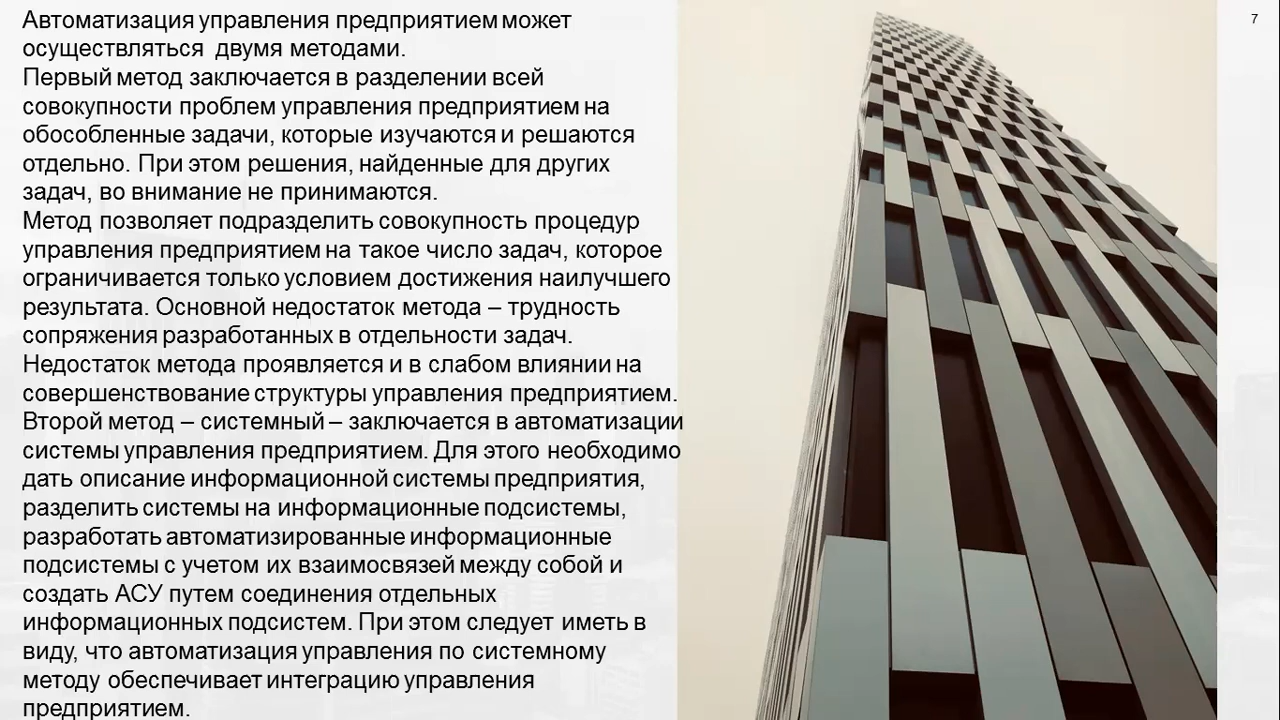 Автоматизация управления предприятием может
осуществляться двумя методами.
Первый метод заключается в разделении всей
совокупности проблем управления предприятием на
обособленные задачи, которые изучаются и решаются
отдельно. При этом решения, найденные для других
задач, во внимание не принимаются.
Метод позволяет подразделить совокупность процедур
управления предприятием на такое число задач, которое
ограничивается только условием достижения наилучшего
результата. Основной недостаток метода – трудность
сопряжения разработанных в отдельности задач.
Недостаток метода проявляется и в слабом влиянии на
совершенствование структуры управления предприятием.
Второй метод – системный – заключается в автоматизации
системы управления предприятием. Для этого необходимо
дать описание информационной системы предприятия,
разделить системы на информационные подсистемы,
разработать автоматизированные информационные
подсистемы с учетом их взаимосвязей между собой и
создать АСУ путем соединения отдельных
информационных подсистем. При этом следует иметь в
виду, что автоматизация управления по системному
методу обеспечивает интеграцию управления
предприятием.
7